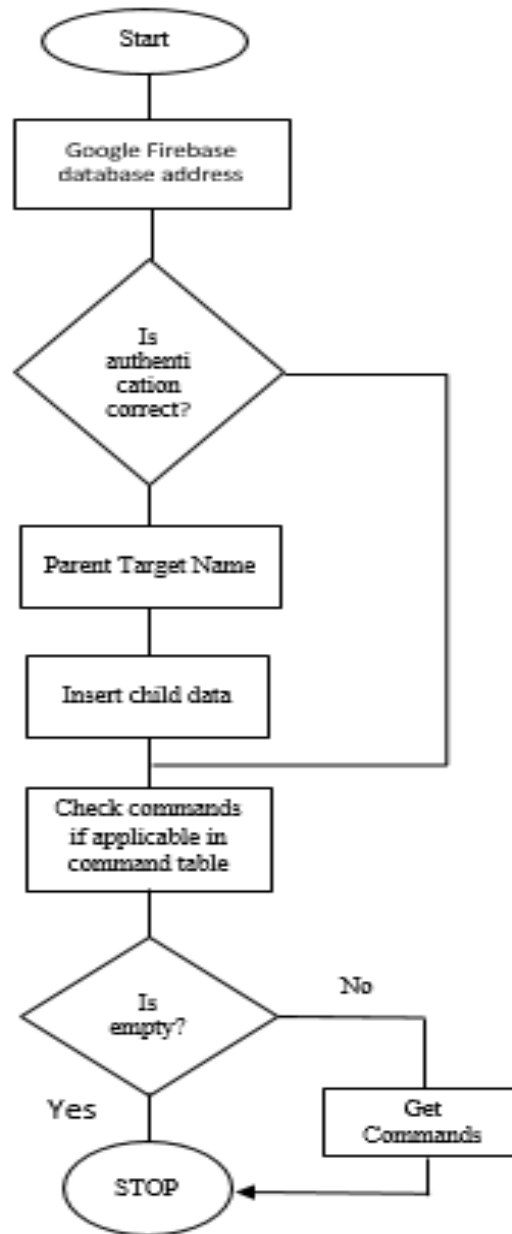 Start
Google Firebase
database address
Is
authenti
cation
correct?
Parent Target Name
Insert child data
Check commands
if applicable in
command table
Is
empty?
No
Yes
Get
Commands
STOP